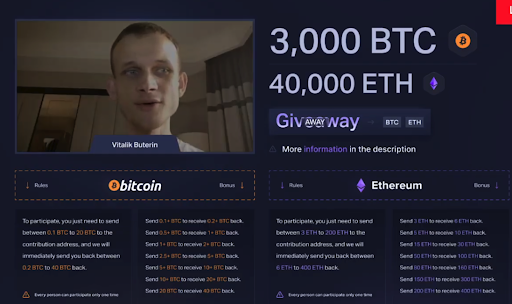 L
3,000 BTC
40,000 ETH
Giveaway
AWAY
BTC ETH
More information in the description
Vitalik Buterin
Rules
bitcoin
Bonus
Rules
Ethereum
Bonus
To participate, you just need to send
between 0.1 BTC to 20 BTC to the
contribution address, and we will
immediately send you back between
0.2 BTC to 40 BTC back.
Every person can participate only one time
Send 0.1+ BTC to receive 0.2+ BTC back.
Send 0.5+ BTC to receive 1+ BTC back.
Send 1+ BTC to receive 2+ BTC back.
Send 2.5+ BTC to receive 5+ BTC back.
Send 5+ BTC to receive 10+ BTC back.
Send 10+ BTC to receive 20+ BTC back.
Send 20 BTC to receive 40 BTC back.
To participate, you just need to send
between 3 ETH to 200 ETH to the
contribution address, and we will
immediately send you back between
6 ETH to 400 ETH back.
Every person can participate only one time
Send 3 ETH to receive 6 ETH back.
Send 5 ETH to receive 10 ETH back.
Send 15 ETH to receive 30 ETH back.
Send 50 ETH to receive 100 ETH back.
Send to receive ETH back.
Send ETH to receive ETH back.
Send 200 ETH to receive 400 ETH back.